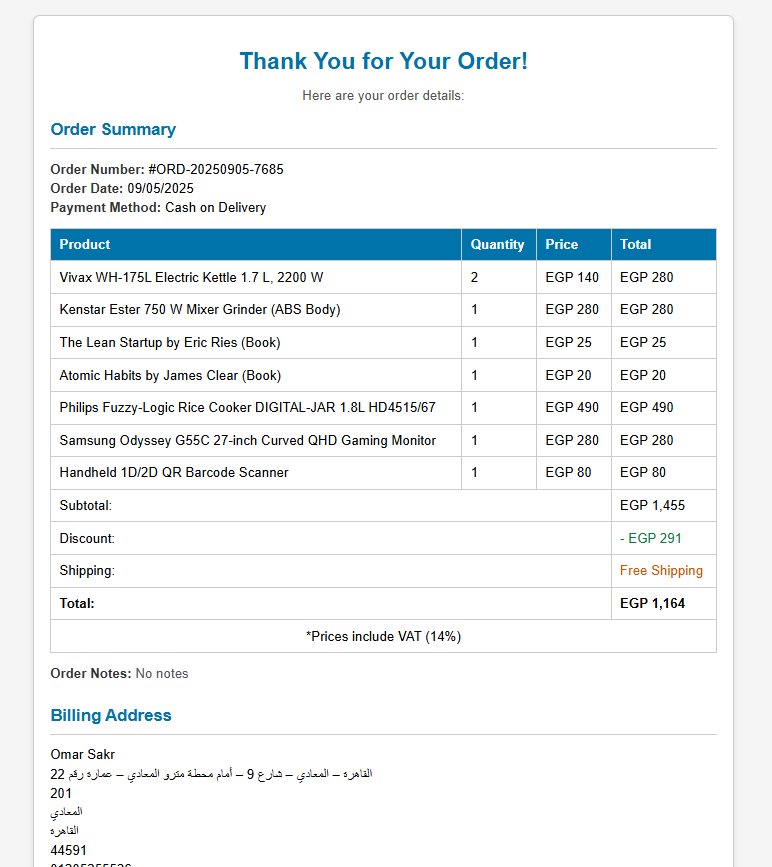 Thank You for Your Order!
Here are your order details:
Order Summary
Order Number: #ORD-20250905-7685
Order Date: 09/05/2025
Payment Method: Cash on Delivery
Product Quantity Price Total
Vivax WH-175L Electric Kettle 1.7 L, 2200 W 2 EGP 140 EGP 280
Kenstar Ester 750 W Mixer Grinder (ABS Body) 1 EGP 280 EGP 280
The Lean Startup by Eric Ries (Book) 1 EGP 25 EGP 25
Atomic Habits by James Clear (Book) 1 EGP 20 EGP 20
Philips Fuzzy-Logic Rice Cooker DIGITAL-JAR 1.8L HD4515/67 1 EGP 490 EGP 490
Samsung Odyssey G55C 27-inch Curved QHD Gaming Monitor 1 EGP 280 EGP 280
Handheld 1D/2D QR Barcode Scanner 1 EGP 80 EGP 80
Subtotal: EGP 1,455
Discount: - EGP 291
Shipping: Free Shipping
Total: EGP 1,164
*Prices include VAT (14%)
Order Notes: No notes
Billing Address
Omar Sakr
القاهرة – المعادي – شارع 9 – أمام محطة مترو المعادي – عمارة رقم 22
201
المعادي
القاهرة
44591